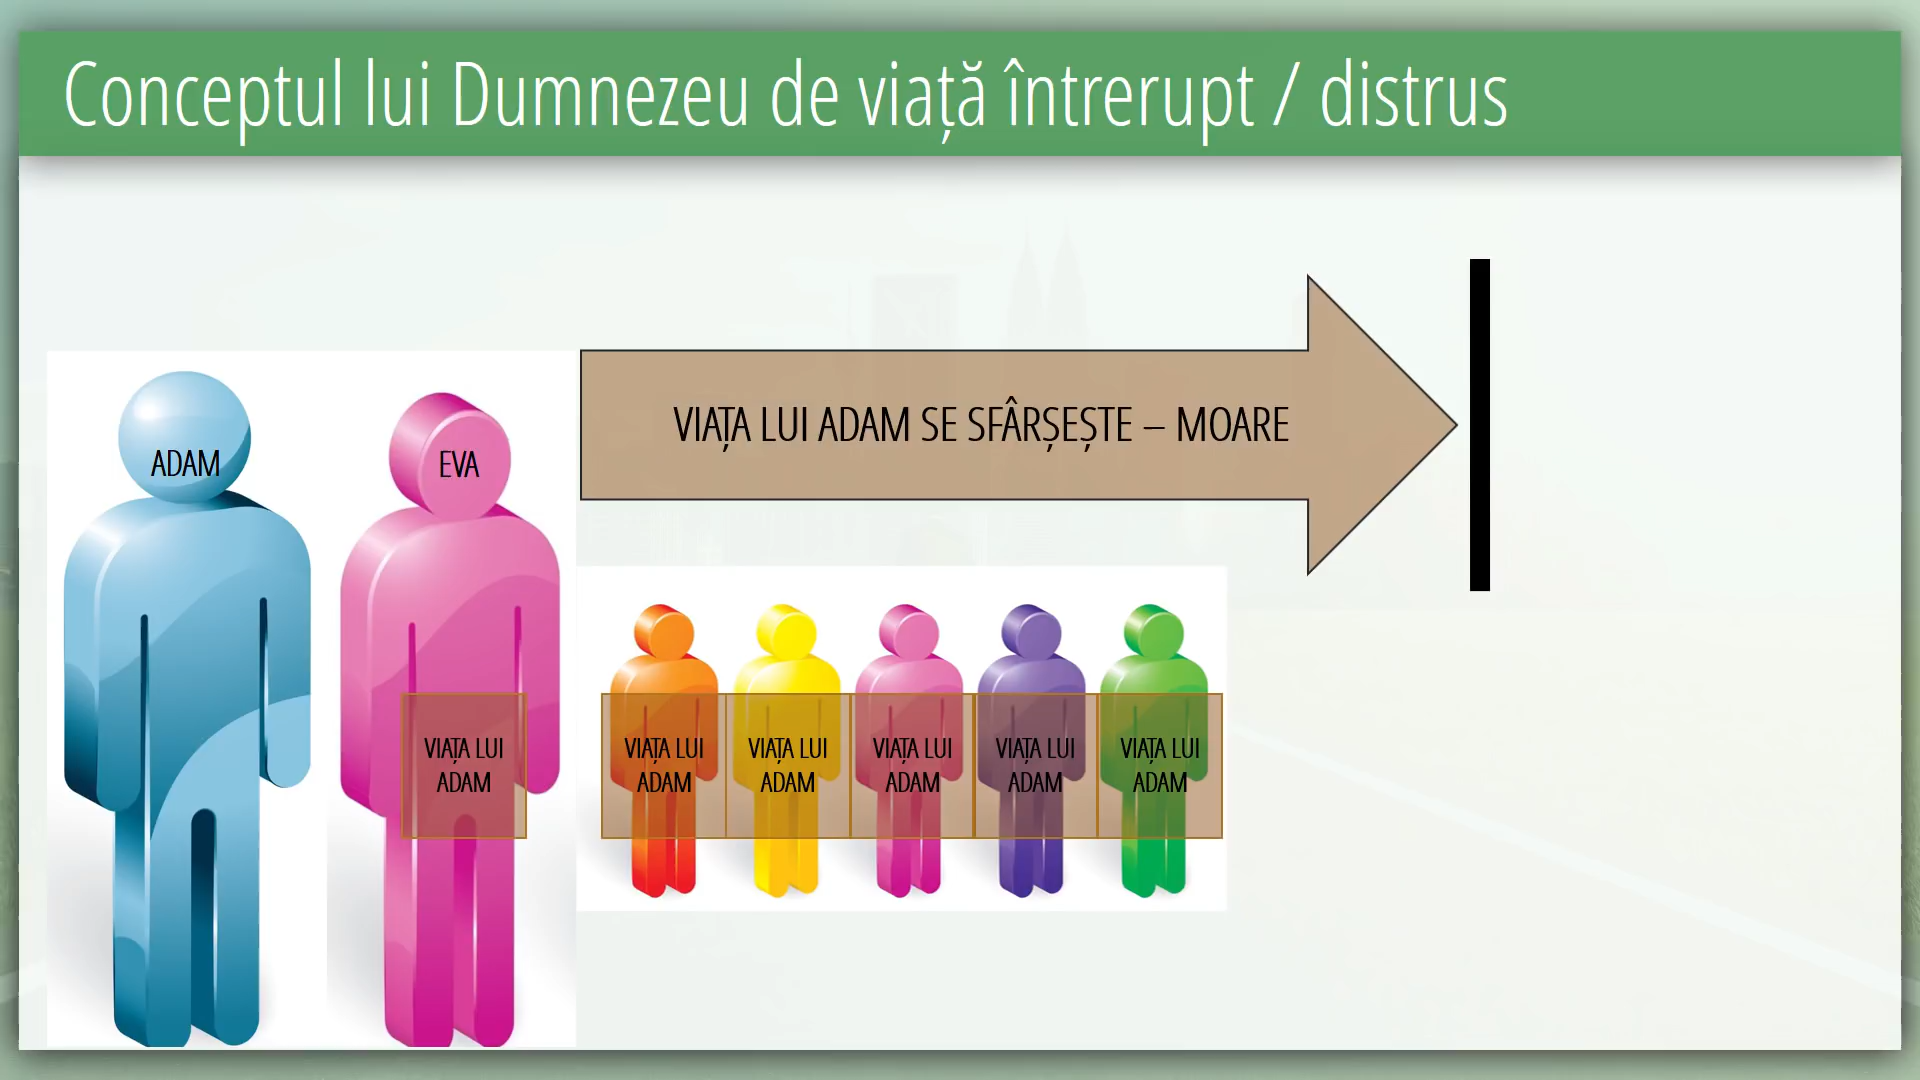 Conceptul lui Dumnezeu de viață întrerupt / distrus
VIAȚA LUI ADAM SE SFÂRȘEȘTE – MOARE
ADAM
EVA
VIAȚA LUI
ADAM
VIAȚA LUI
ADAM
VIAȚA LUI
ADAM
VIAȚA LUI
ADAM
VIAȚA LUI
ADAM
VIAȚA LUI
ADAM